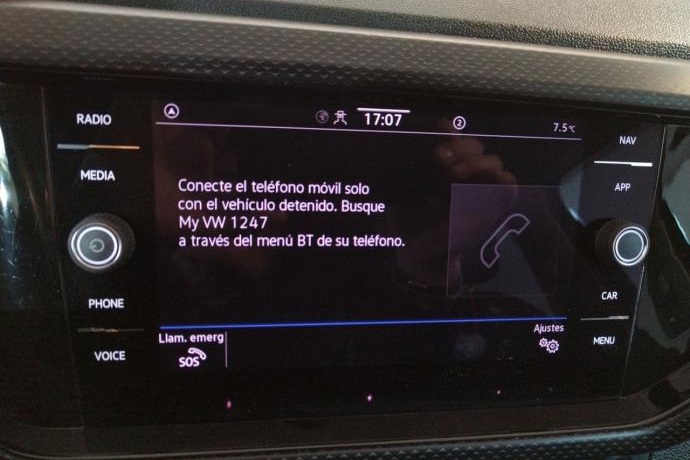 RADIO
MEDIA
PHONE
VOICE
17:07
2
7.5°C
Conecte el teléfono móvil solo
con el vehículo detenido. Busque
My VW 1247
a través del menú BT de su teléfono.
Llam. emerg
SOS
Ajustes
NAV
APP
CAR
MENU